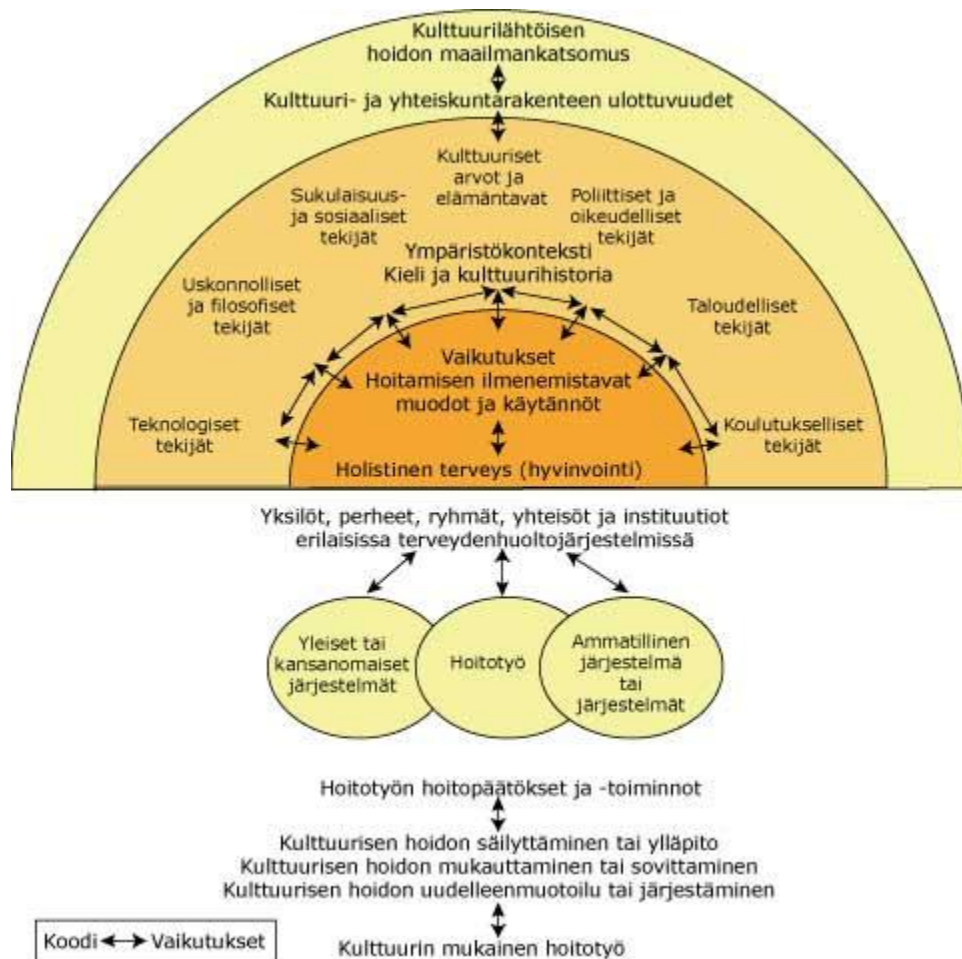 Kulttuurilähtöisen
hoidon maailmankatsomus
Kulttuuri- ja yhteiskuntarakenteen ulottuvuudet
Kulttuuriset
arvot ja
elämäntavat
Sukulaisuus-
ja sosiaaliset
tekijät
Poliittiset ja
oikeudelliset
tekijät
Ympäristökonteksti
Kieli ja kulttuurihistoria
Uskonnolliset
ja filosofiset
tekijät
Taloudelliset
tekijät
Vaikutukset
Hoitamisen ilmenemistavat
muodot ja käytännöt
Teknologiset
tekijät
Koulutukselliset
tekijät
Holistinen terveys (hyvinvointi)
Yksilöt, perheet, ryhmät, yhteisöt ja instituutiot
erilaisissa terveydenhuoltojärjestelmissä
Yleiset tai
kansanomaiset
järjestelmät
Hoitotyö
Ammatillinen
järjestelmä
tai
järjestelmät
Hoitotyön hoitopäätökset ja -toiminnot
Kulttuurisen hoidon säilyttäminen tai ylläpito
Kulttuurisen hoidon mukauttaminen tai sovittaminen
Kulttuurisen hoidon uudelleenmuotoilu tai järjestäminen
Koodi ↔ Vaikutukset
Kulttuurin mukainen hoitotyö